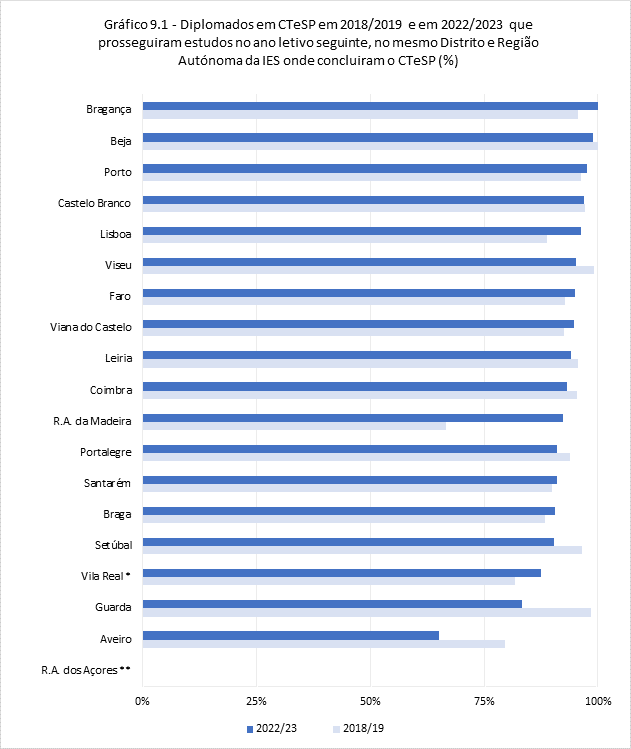 Gráfico 9.1 - Diplomados em CTeSP em 2018/2019 e em 2022/2023 que
prosseguiram estudos no ano letivo seguinte, no mesmo Distrito e Região
Autónoma da IES onde concluiram o CTeSP (%)
Bragança
Beja
Porto
Castelo Branco
Lisboa
Viseu
Faro
Viana do Castelo
Leiria
Coimbra
R.A. da Madeira
Portalegre
Santarém
Braga
Setúbal
Vila Real *
Guarda
Aveiro
R.A. dos Açores **
0% 25% 50% 75% 100%
2022/23 2018/19